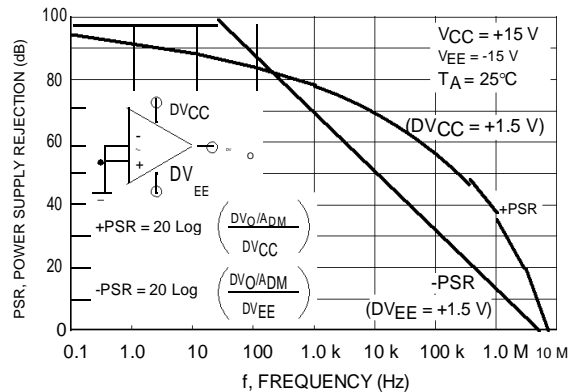 PSR, POWER SUPPLY REJECTION (dB)
100
80
60
40
20
0
0.1
1.0
10
100
1.0 k
10 k
100 k
1.0 M
10 M
f, FREQUENCY (Hz)
VCC = +15 V
VEE = -15 V
TA = 25°C
(DVCC = +1.5 V)
+PSR
-PSR
(DVEE = +1.5 V)
DVCC
-
~
+
O
DV EE
+PSR = 20 Log (DVO/ADM
DVCC)
-PSR = 20 Log (DVO/ADM
DVEE)